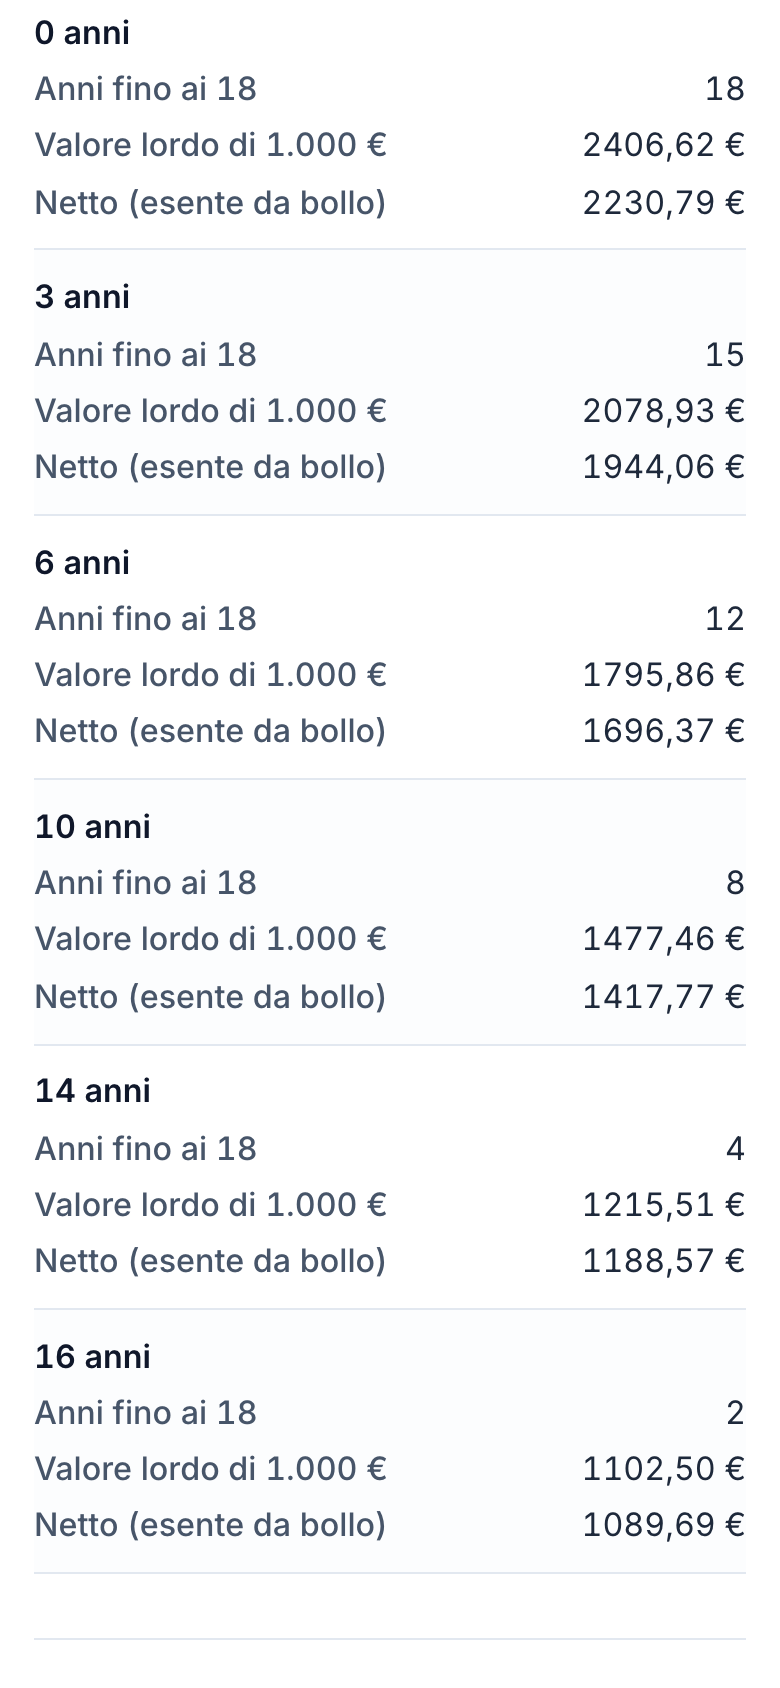 0 anni
Anni fino ai 18 18
Valore lordo di 1.000 € 2406,62 €
Netto (esente da bollo) 2230,79 €
3 anni
Anni fino ai 18 15
Valore lordo di 1.000 € 2078,93 €
Netto (esente da bollo) 1944,06 €
6 anni
Anni fino ai 18 12
Valore lordo di 1.000 € 1795,86 €
Netto (esente da bollo) 1696,37 €
10 anni
Anni fino ai 18 8
Valore lordo di 1.000 € 1477,46 €
Netto (esente da bollo) 1417,77 €
14 anni
Anni fino ai 18 4
Valore lordo di 1.000 € 1215,51 €
Netto (esente da bollo) 1188,57 €
16 anni
Anni fino ai 18 2
Valore lordo di 1.000 € 1102,50 €
Netto (esente da bollo) 1089,69 €